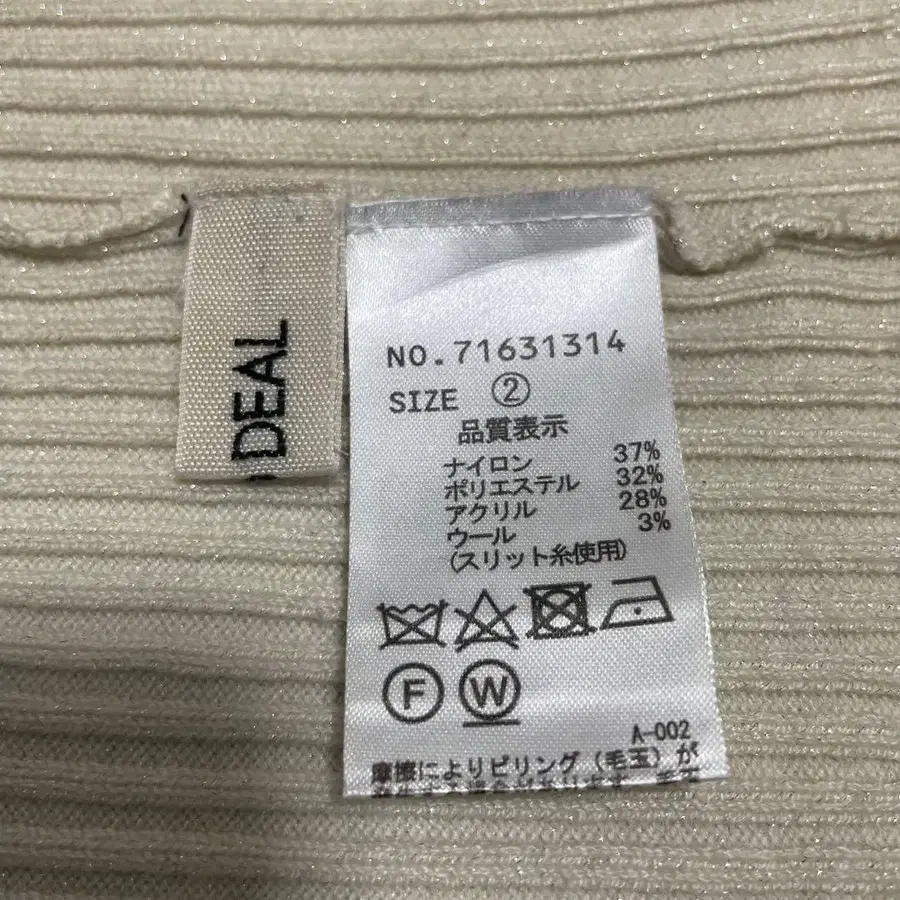 DEAL
NO.71631314
SIZE ②
品質表示
ナイロン 37%
ポリエステル 32%
アクリル 28%
ウール 3%
(スリット糸使用)
F W
A-002
摩擦によりピリング(毛玉)が